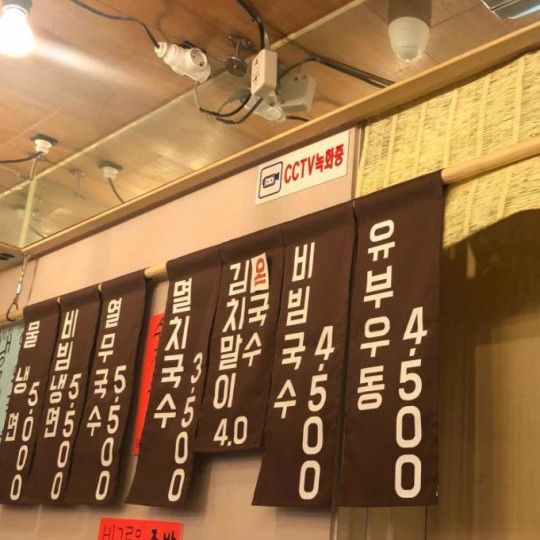 CCTV녹화중
물냉면
5.000
비빔냉면
5.500
열무국수
5.500
멸치국수
3.500
김치말이
온국수
4,0
비빔국수
4.500
유부우동
4.500